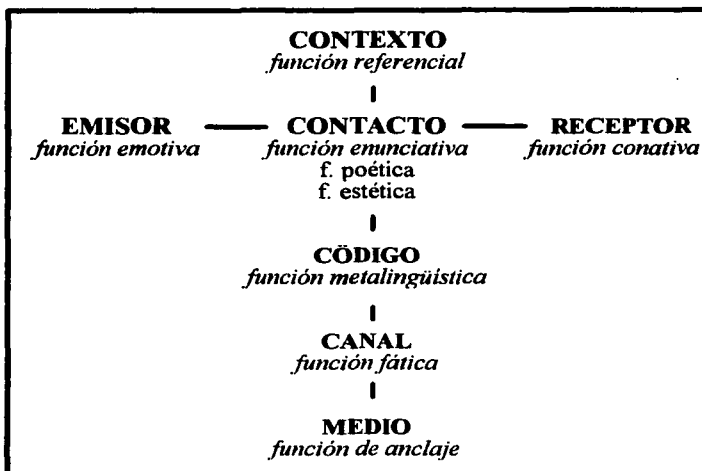 CONTEXTO
función referencial
EMISOR CONTACTO RECEPTOR
función emotiva función enunciativa función conativa
f. poética
f. estética
CÖDIGO
función metalingüística
CANAL
función fática
MEDIO
función de anclaje